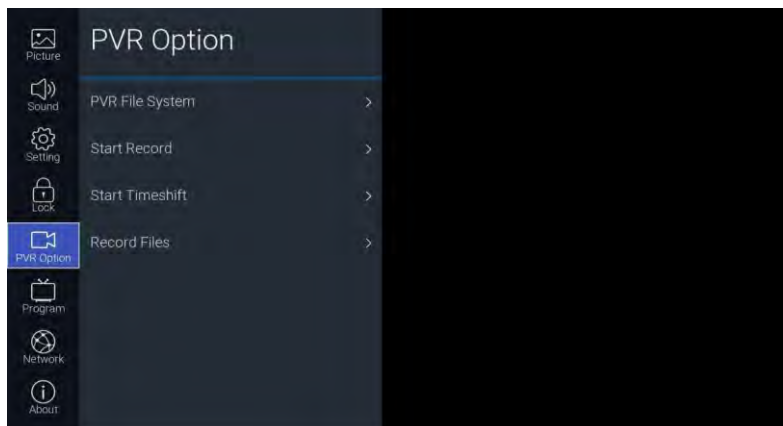 PVR Option
PVR File System
Start Record
Start Timeshift
Record Files
Picture
Sound
Setting
Lock
PVR Option
Program
Network
About